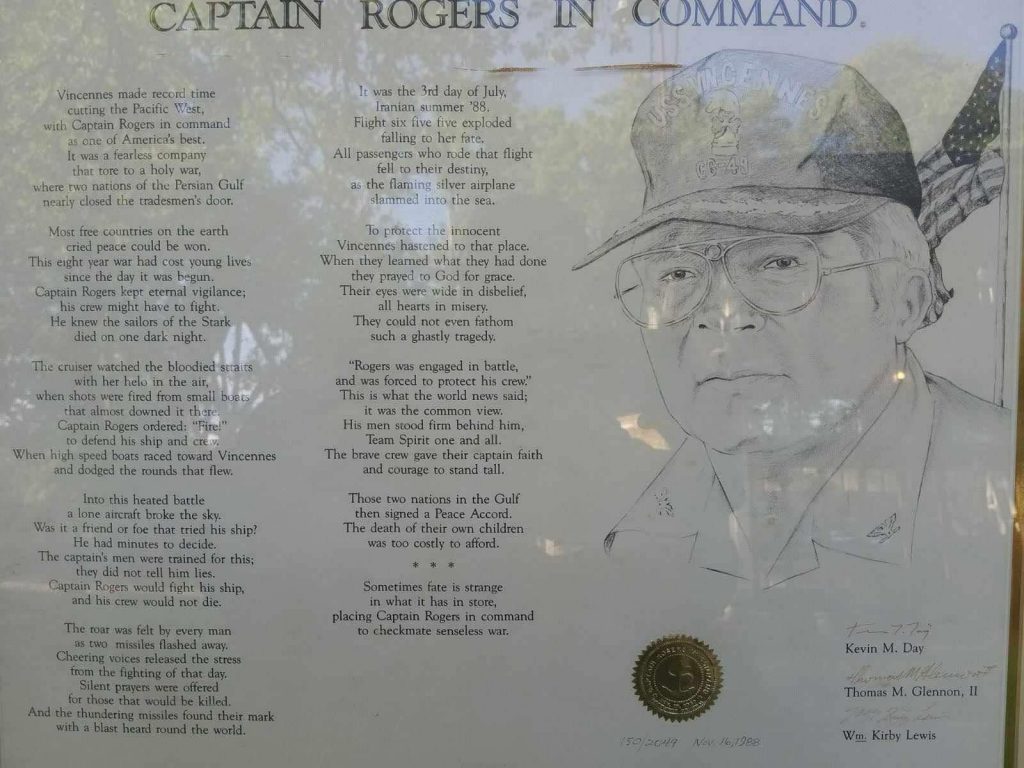 CAPTAIN ROGERS IN COMMAND.
Vincennes made record time
cutting the Pacific West,
with Captain Rogers in command
as one of America's best.
It was a fearless company
that tore to a holy war,
where two nations of the Persian Gulf
nearly closed the tradesmen's door.
Most free countries on the earth
cried peace could be won.
This eight year war had cost young lives
since the day it was begun.
Captain Rogers kept eternal vigilance;
his crew might have to fight.
He knew the sailors of the Stark
died on one dark night.
The cruiser watched the bloodied straits
with her helo in the air,
when shots were fired from small boats
that almost downed it there.
Captain Rogers ordered: "Fire!"
to defend his ship and crew.
When high speed boats raced toward Vincennes
and dodged the rounds that flew.
Into this heated battle
a lone aircraft broke the sky.
Was it a friend or foe that tried his ship?
He had minutes to decide.
The captain's men were trained for this;
they did not tell him lies.
Captain Rogers would fight his ship,
and his crew would not die.
The roar was felt by every man
as two missiles flashed away.
Cheering voices released the stress
from the fighting of that day.
Silent prayers were offered
for those that would be killed.
And the thundering missiles found their mark
with a blast heard round the world.
It was the 3rd day of July,
Iranian summer '88.
Flight six five five exploded
falling to her fate.
All passengers who rode that flight
fell to their destiny,
as the flaming silver airplane
slammed into the sea.
To protect the innocent
Vincennes hastened to that place.
When they learned what they had done
they prayed to God for grace.
Their eyes were wide in disbelief,
all hearts in misery.
They could not even fathom
such a ghastly tragedy.
"Rogers was engaged in battle,
and was forced to protect his crew."
This is what the world news said;
it was the common view.
His men stood firm behind him,
Team Spirit one and all.
The brave crew gave their captain faith
and courage to stand tall.
Those two nations in the Gulf
then signed a Peace Accord.
The death of their own children
was too costly to afford.
* * *
Sometimes fate is strange
in what it has in store,
placing Captain Rogers in command
to checkmate senseless war.
USS VINCENNES
CG-49
Kevin M. Day
Thomas M. Glennon, II
Wm. Kirby Lewis
150/2049 Nov. 16, 1988